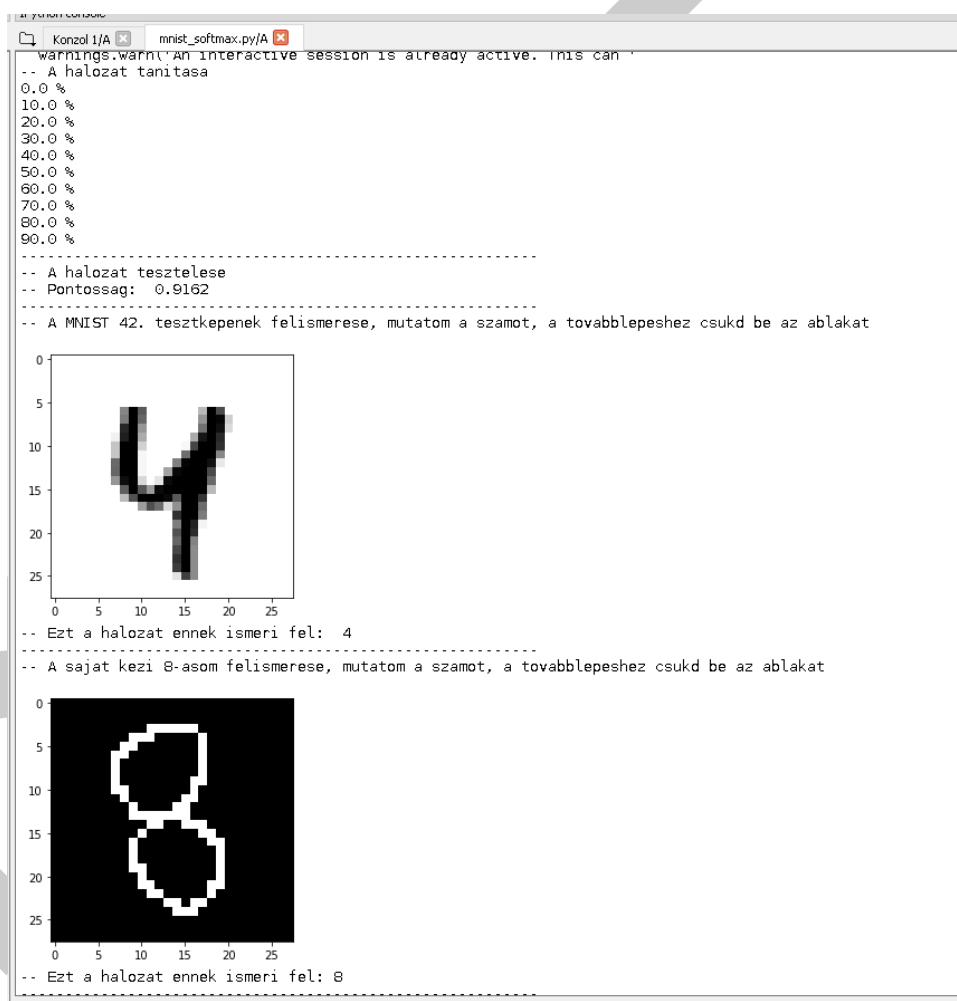 IPython console
Konzol 1/A mnist_softmax.py/A
warnings.warn('An interactive session is already active. This can '
-- A halozat tanitasa
0.0 %
10.0 %
20.0 %
30.0 %
40.0 %
50.0 %
60.0 %
70.0 %
80.0 %
90.0 %
----------------------------------------------------------
-- A halozat tesztelese
-- Pontossag:  0.9162
----------------------------------------------------------
-- A MNIST 42. tesztkepenek felismerese, mutatom a szamot, a tovabblepeshez csukd be az ablakat
0
5
10
15
20
25
0 5 10 15 20 25
-- Ezt a halozat ennek ismeri fel:  4
----------------------------------------------------------
-- A sajat kezi 8-asom felismerese, mutatom a szamot, a tovabblepeshez csukd be az ablakat
0
5
10
15
20
25
0 5 10 15 20 25
-- Ezt a halozat ennek ismeri fel: 8
----------------------------------------------------------